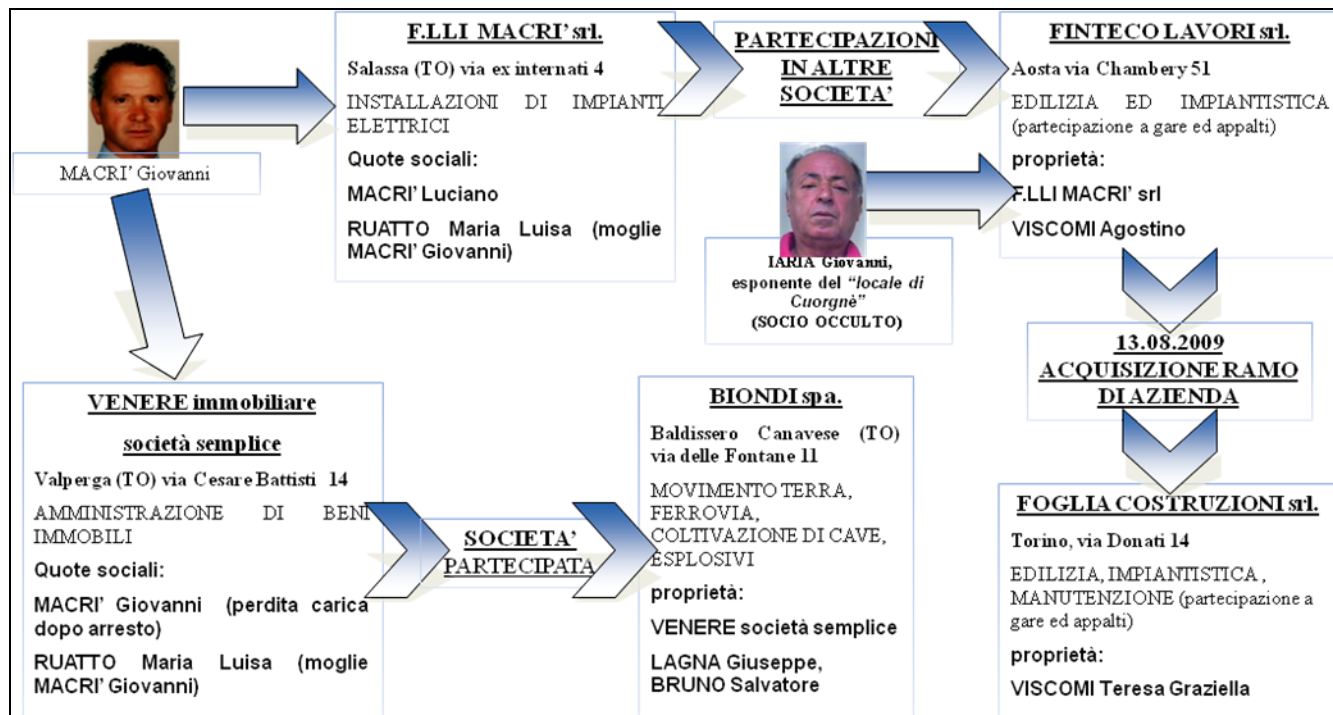 MACRI' Giovanni
F.LLI MACRI' srl.
Salassa (TO) via ex internati 4
INSTALLAZIONI DI IMPIANTI
ELETTRICI
Quote sociali:
MACRI' Luciano
RUATTO Maria Luisa (moglie
MACRI' Giovanni)
PARTECIPAZIONI
IN ALTRE
SOCIETA'
FINTECO LAVORI srl.
Aosta via Chambery 51
EDILIZIA ED IMPIANTISTICA
(partecipazione a gare ed appalti)
proprietà:
F.LLI MACRI' srl
VISCOMI Agostino
IARIA Giovanni,
esponente del "locale di
Cuorgnè"
(SOCIO OCCULTO)
13.08.2009
ACQUISIZIONE RAMO
DI AZIENDA
VENERE immobiliare
società semplice
Valperga (TO) via Cesare Battisti 14
AMMINISTRAZIONE DI BENI
IMMOBILI
Quote sociali:
MACRI' Giovanni (perdita carica
dopo arresto)
RUATTO Maria Luisa (moglie
MACRI' Giovanni)
SOCIETA'
PARTECIPATA
BIONDI spa.
Baldissero Canavese (TO)
via delle Fontane 11
MOVIMENTO TERRA,
FERROVIA,
COLTIVAZIONE DI CAVE,
ESPLOSIVI
proprietà:
VENERE società semplice
LAGNA Giuseppe,
BRUNO Salvatore
FOGLIA COSTRUZIONI srl.
Torino, via Donati 14
EDILIZIA, IMPIANTISTICA ,
MANUTENZIONE (partecipazione a
gare ed appalti)
proprietà:
VISCOMI Teresa Graziella